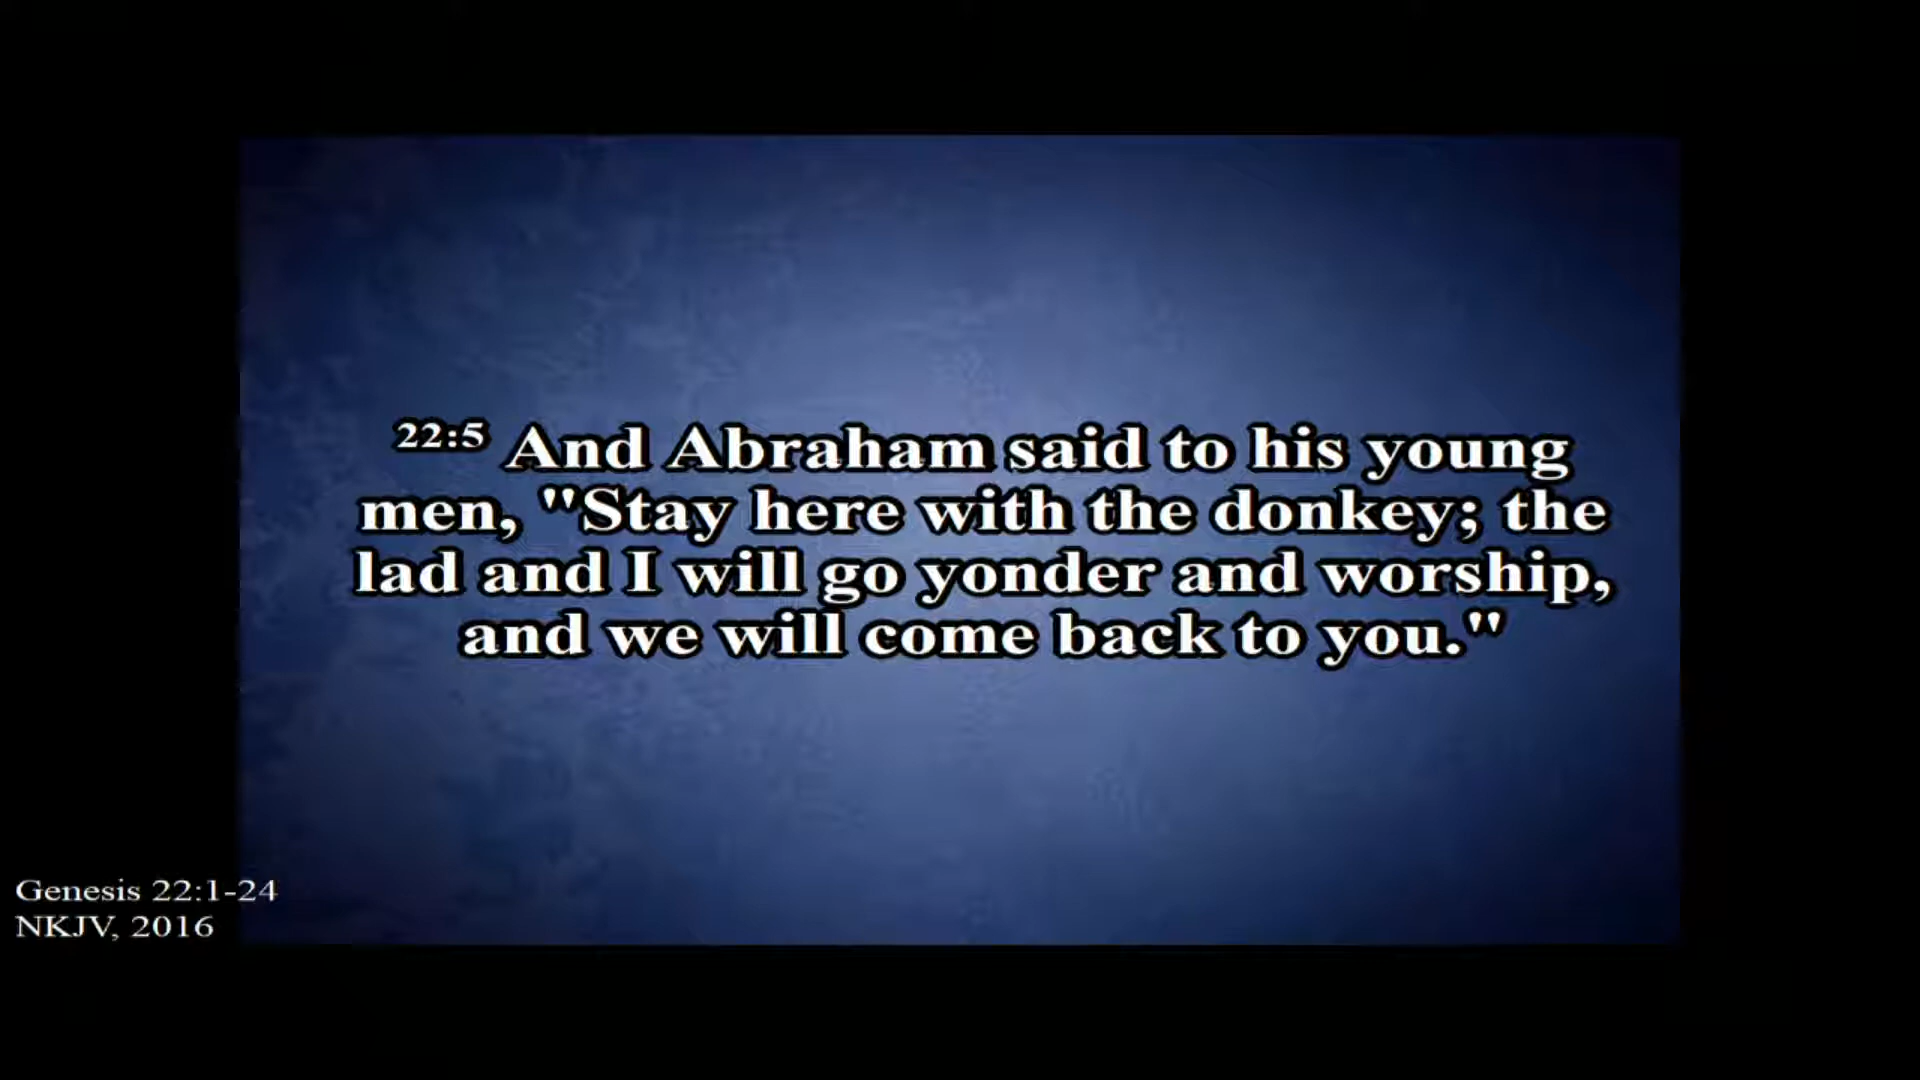 22:5 And Abraham said to his young
men, "Stay here with the donkey; the
lad and I will go yonder and worship,
and we will come back to you."
Genesis 22:1-24
NKJV, 2016